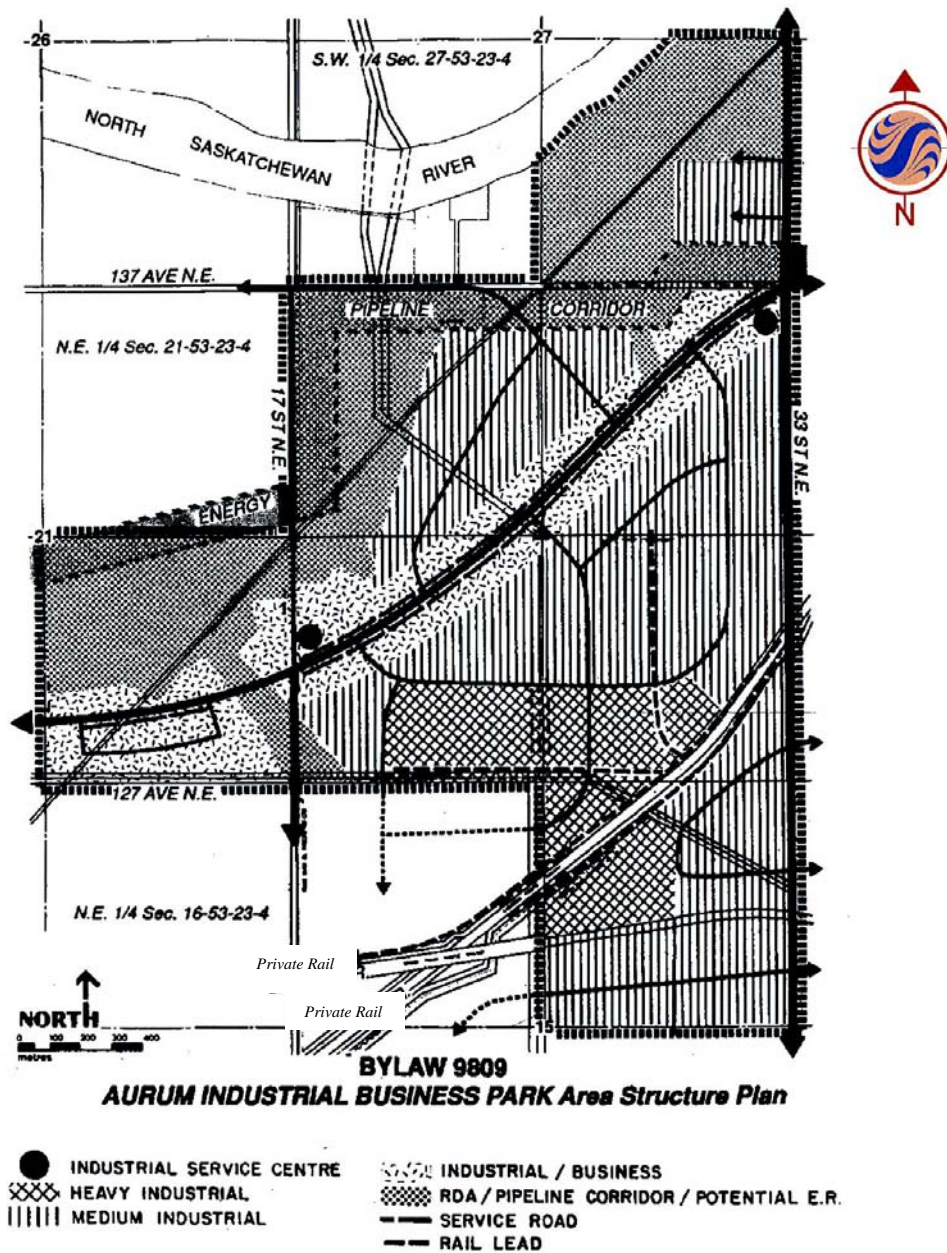 -26
27
S.W. 1/4 Sec. 27-53-23-4
NORTH SASKATCHEWAN RIVER
N
137 AVE N.E.
PIPELINE CORRIDOR
N.E. 1/4 Sec. 21-53-23-4
17 ST N.E.
33 ST N.E.
ENERGY
-21
127 AVE N.E.
N.E. 1/4 Sec. 16-53-23-4
Private Rail
Private Rail
15
NORTH
0 100 200 300 400
metres
BYLAW 9809
AURUM INDUSTRIAL BUSINESS PARK Area Structure Plan
INDUSTRIAL SERVICE CENTRE
HEAVY INDUSTRIAL
MEDIUM INDUSTRIAL
INDUSTRIAL / BUSINESS
RDA / PIPELINE CORRIDOR / POTENTIAL E.R.
SERVICE ROAD
RAIL LEAD